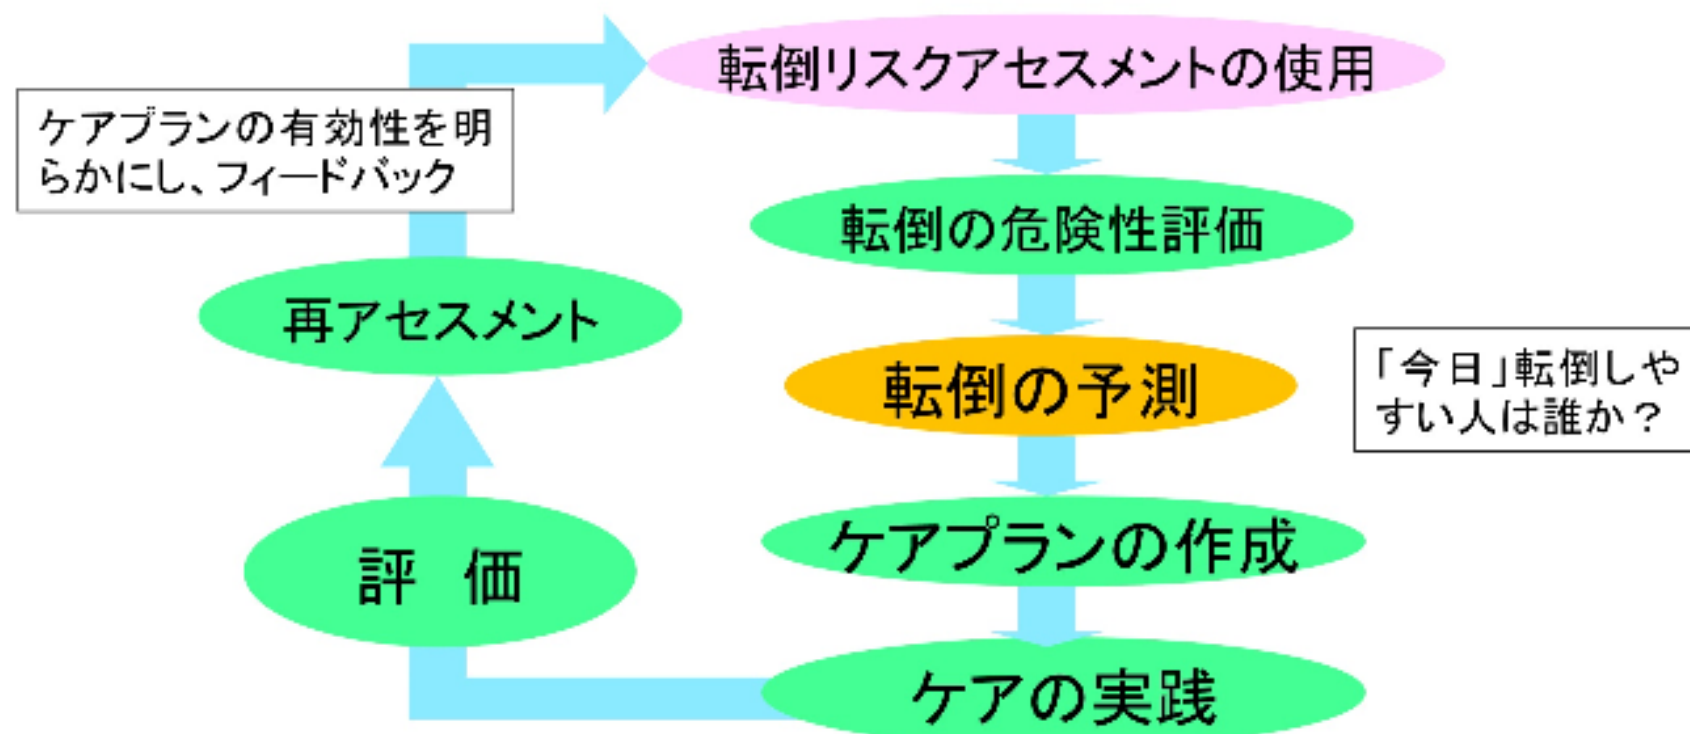 転倒リスクアセスメントの使用
ケアプランの有効性を明
らかにし、フィードバック
転倒の危険性評価
再アセスメント
転倒の予測
「今日」転倒しや
すい人は誰か？
ケアプランの作成
評　価
ケアの実践